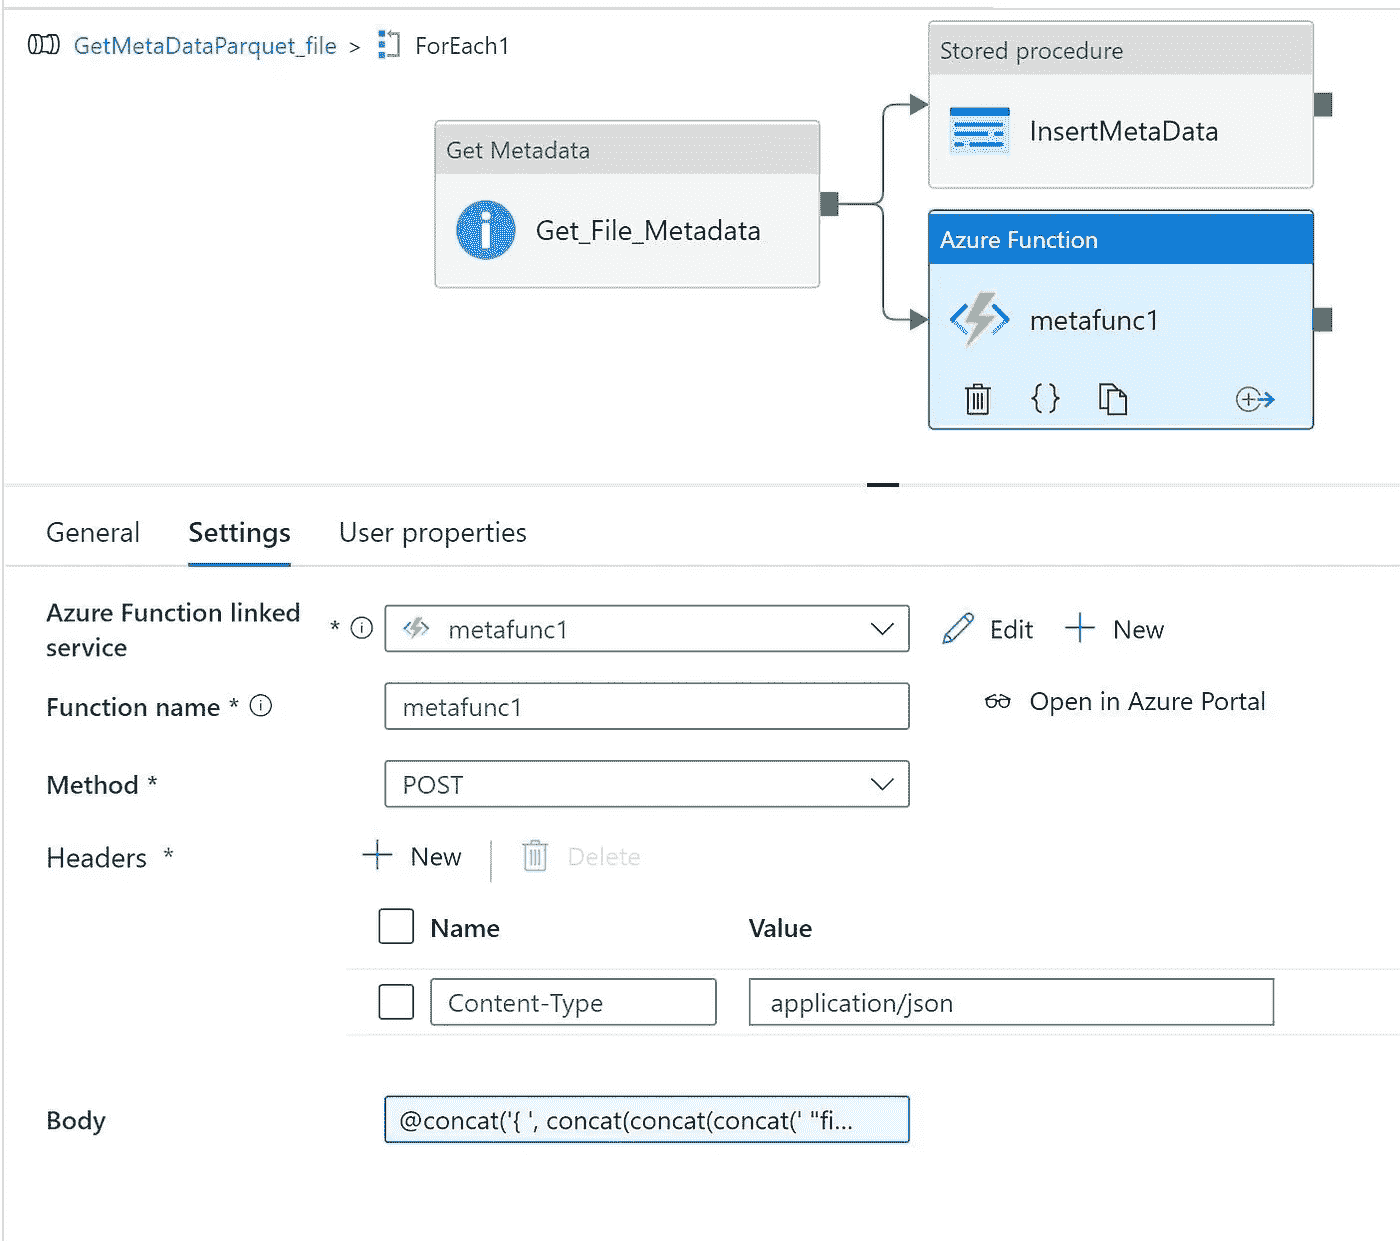 GetMetaDataParquet_file > ForEach1
Stored procedure
InsertMetaData
Get Metadata
Get_File_Metadata
Azure Function
metafunc1
General Settings User properties
Azure Function linked
service * metafunc1 Edit New
Function name * metafunc1 Open in Azure Portal
Method * POST
Headers * New Delete
Name Value
Content-Type application/json
Body @concat('{ ', concat(concat(concat(' "fi...